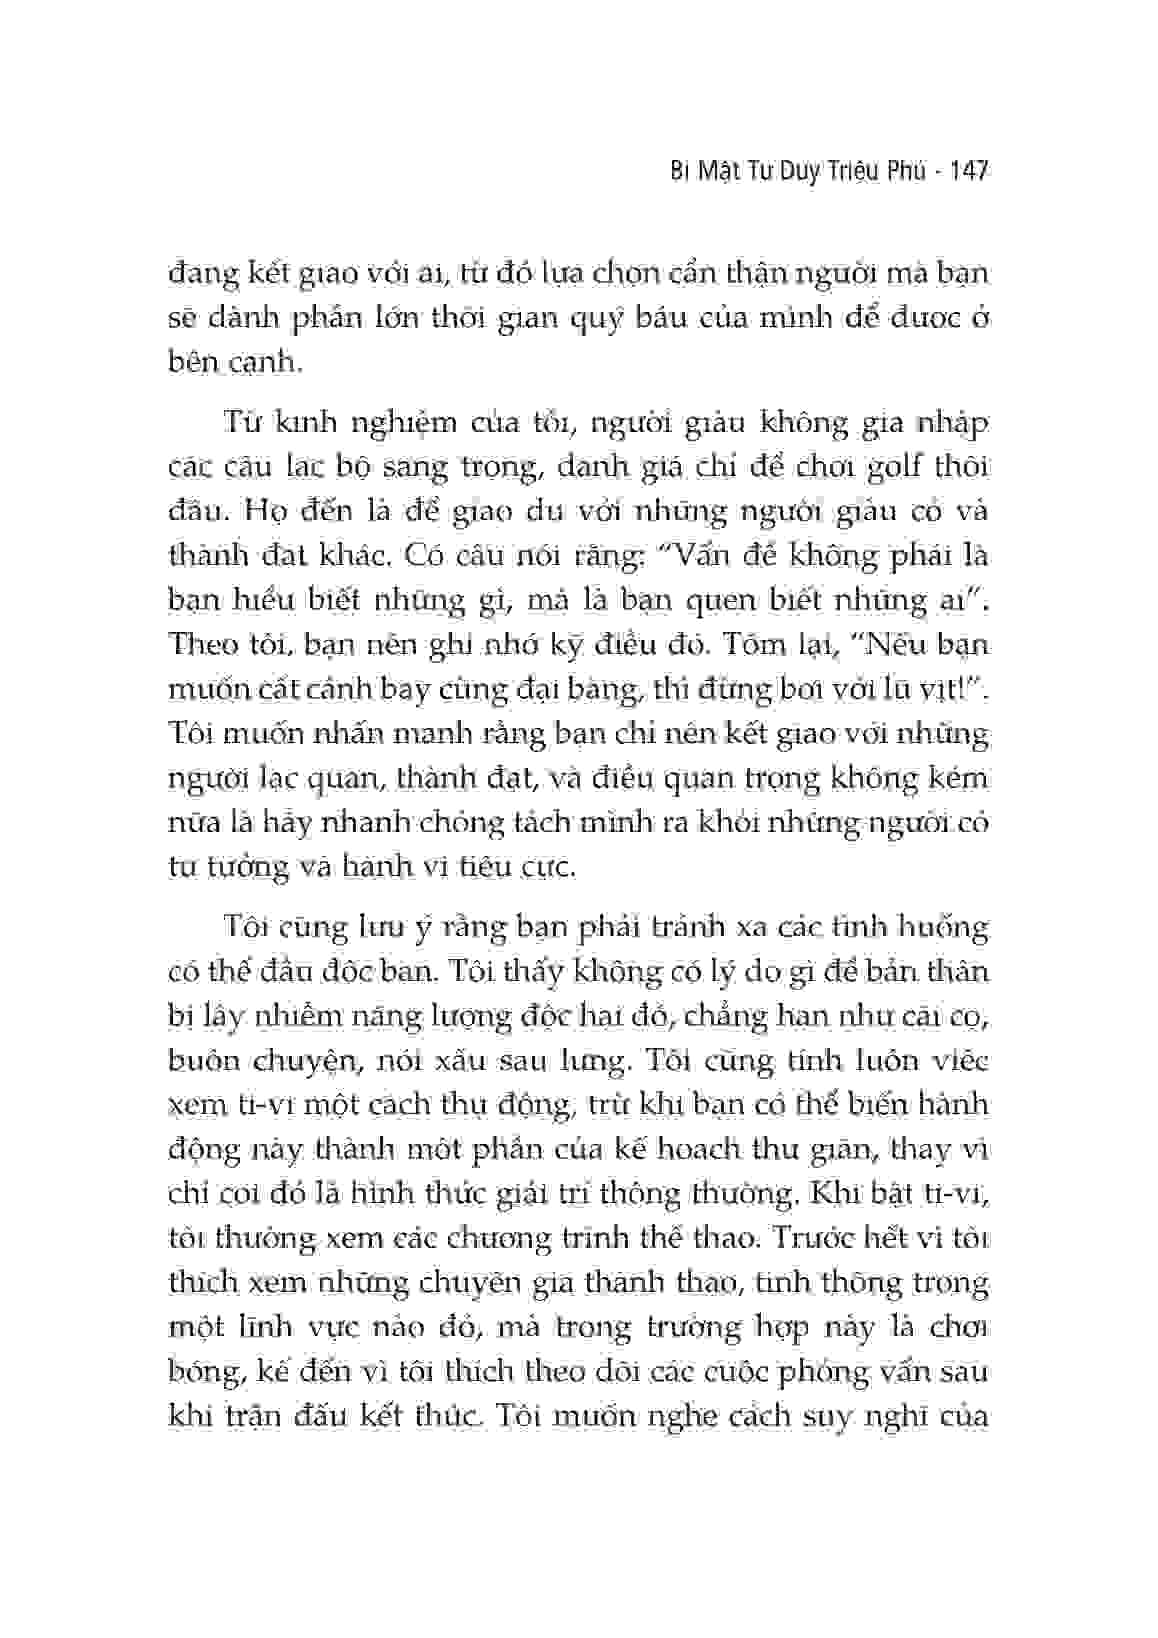 Bí Mật Tư Duy Triệu Phú - 147
đang kết giao với ai, từ đó lựa chọn cẩn thận người mà bạn
sẽ dành phần lớn thời gian quý báu của mình để được ở
bên cạnh.
Từ kinh nghiệm của tôi, người giàu không gia nhập
các câu lạc bộ sang trọng, danh giá chỉ để chơi golf thôi
đâu. Họ đến là để giao du với những người giàu có và
thành đạt khác. Có câu nói rằng: “Vấn đề không phải là
bạn hiểu biết những gì, mà là bạn quen biết những ai”.
Theo tôi, bạn nên ghi nhớ kỹ điều đó. Tóm lại, “Nếu bạn
muốn cất cánh bay cùng đại bàng, thì đừng bơi với lũ vịt!”.
Tôi muốn nhấn mạnh rằng bạn chỉ nên kết giao với những
người lạc quan, thành đạt, và điều quan trọng không kém
nữa là hãy nhanh chóng tách mình ra khỏi những người có
tư tưởng và hành vi tiêu cực.
Tôi cũng lưu ý rằng bạn phải tránh xa các tình huống
có thể đầu độc bạn. Tôi thấy không có lý do gì để bản thân
bị lây nhiễm năng lượng độc hại đó, chẳng hạn như cãi cọ,
buôn chuyện, nói xấu sau lưng. Tôi cũng tính luôn việc
xem ti-vi một cách thụ động, trừ khi bạn có thể biến hành
động này thành một phần của kế hoạch thư giãn, thay vì
chỉ coi đó là hình thức giải trí thông thường. Khi bật ti-vi,
tôi thường xem các chương trình thể thao. Trước hết vì tôi
thích xem những chuyên gia thành thạo, tinh thông trong
một lĩnh vực nào đó, mà trong trường hợp này là chơi
bóng, kế đến vì tôi thích theo dõi các cuộc phỏng vấn sau
khi trận đấu kết thúc. Tôi muốn nghe cách suy nghĩ của